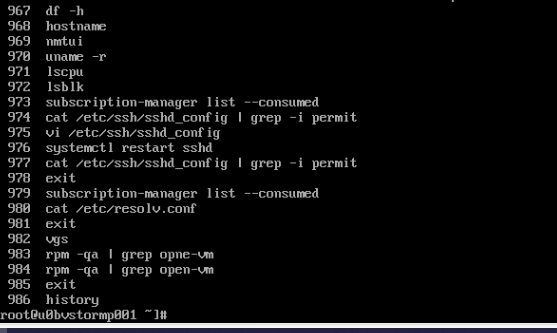 967 df -h
968 hostname
969 nmtui
970 uname -r
971 lscpu
972 lsblk
973 subscription-manager list --consumed
974 cat /etc/ssh/sshd_config | grep -i permit
975 vi /etc/ssh/sshd_config
976 systemctl restart sshd
977 cat /etc/ssh/sshd_config | grep -i permit
978 exit
979 subscription-manager list --consumed
980 cat /etc/resolv.conf
981 exit
982 vgs
983 rpm -qa | grep opne-vm
984 rpm -qa | grep open-vm
985 exit
986 history
root@u0bvstormp001 ~]#